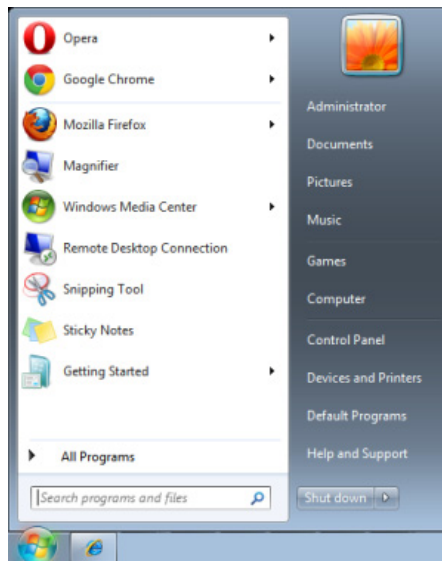 Opera
Google Chrome
Mozilla Firefox
Magnifier
Windows Media Center
Remote Desktop Connection
Snipping Tool
Sticky Notes
Getting Started
All Programs
Search programs and files
Administrator
Documents
Pictures
Music
Games
Computer
Control Panel
Devices and Printers
Default Programs
Help and Support
Shut down